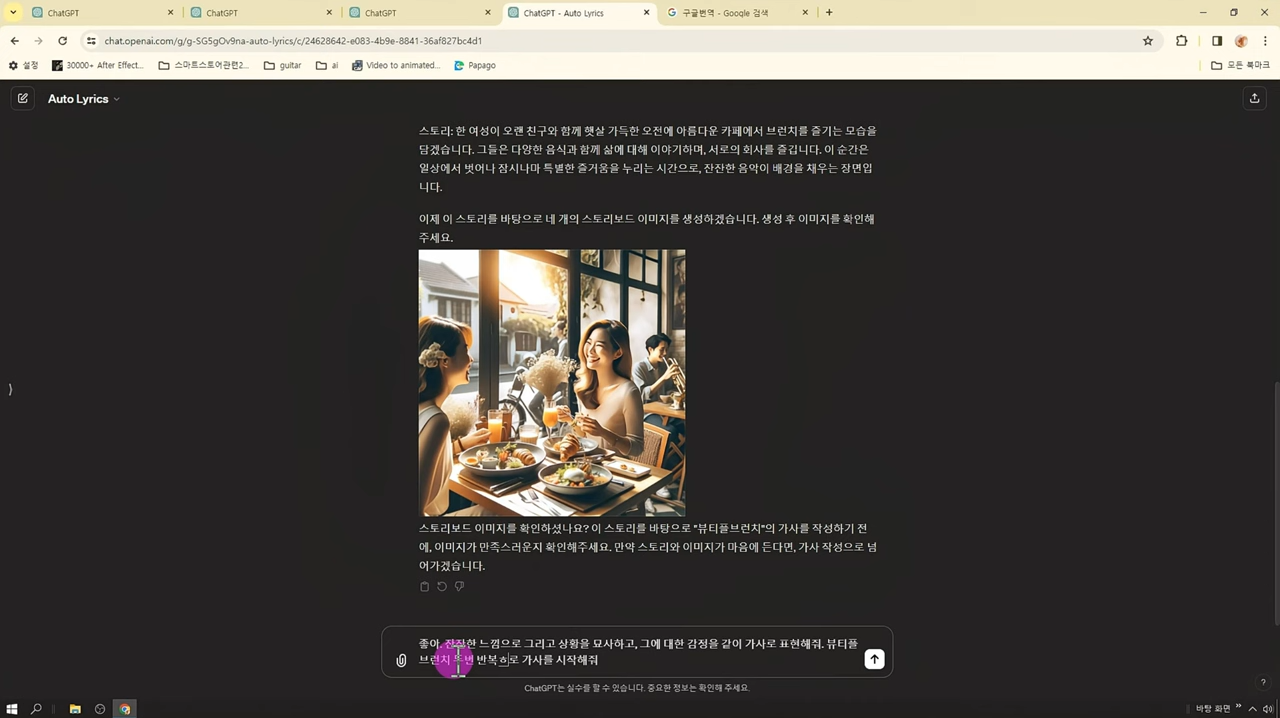 ChatGPT
ChatGPT
ChatGPT
ChatGPT - Auto Lyrics
구글번역 - Google 검색
chat.openai.com/g/g-SG5gOv9na-auto-lyrics/c/24628642-e083-4b9e-8841-36af827bc4d1
설정
30000+ After Effect...
스마트스토어관련2...
guitar
ai
Video to animated...
Papago
모든 북마크
Auto Lyrics
스토리: 한 여성이 오랜 친구와 함께 햇살 가득한 오전에 아름다운 카페에서 브런치를 즐기는 모습을
담겠습니다. 그들은 다양한 음식과 함께 삶에 대해 이야기하며, 서로의 회사를 즐깁니다. 이 순간은
일상에서 벗어나 잠시나마 특별한 즐거움을 누리는 시간으로, 잔잔한 음악이 배경을 채우는 장면입
니다.
이제 이 스토리를 바탕으로 네 개의 스토리보드 이미지를 생성하겠습니다. 생성 후 이미지를 확인해
주세요.
스토리보드 이미지를 확인하셨나요? 이 스토리를 바탕으로 "뷰티플브런치"의 가사를 작성하기 전
에, 이미지가 만족스러운지 확인해주세요. 만약 스토리와 이미지가 마음에 든다면, 가사 작성으로 넘
어가겠습니다.
좋아. 잔잔한 느낌으로 그리고 상황을 묘사하고, 그에 대한 감정을 같이 가사로 표현해줘. 뷰티플
브런치 반복ㅎ로 가사를 시작해줘
ChatGPT는 실수를 할 수 있습니다. 중요한 정보는 확인해 주세요.
?
바탕 화면